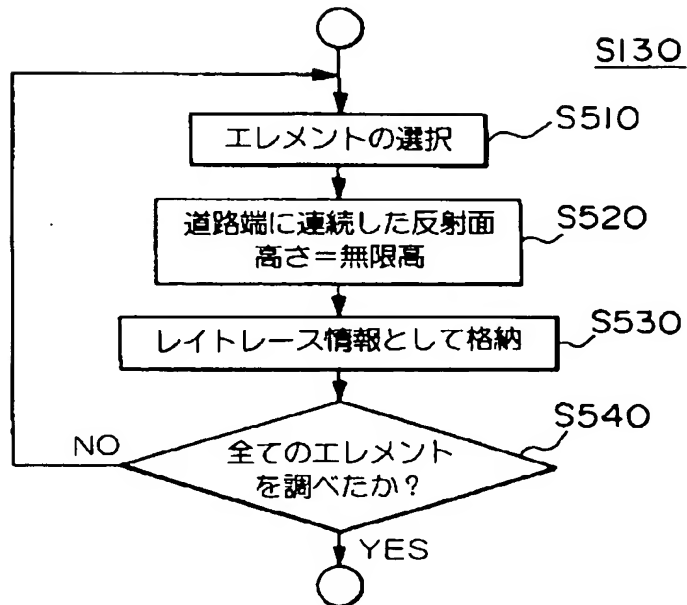 S130
エレメントの選択
S510
道路端に連続した反射面
高さ＝無限高
S520
レイトレース情報として格納
S530
全てのエレメント
を調べたか？
S540
NO
YES